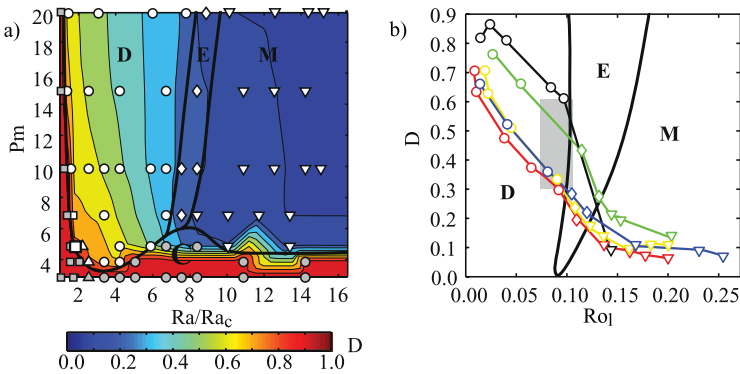 a)
20
18
16
14
12
10
8
6
4
Pm
D
E
M
C
2 4 6 8 10 12 14 16
Ra/Rac
0.0 0.2 0.4 0.6 0.8 1.0
D
b)
0.9
0.8
0.7
0.6
0.5
0.4
0.3
0.2
0.1
0.0
D
E
M
D
0.00 0.05 0.10 0.15 0.20 0.25
Rol